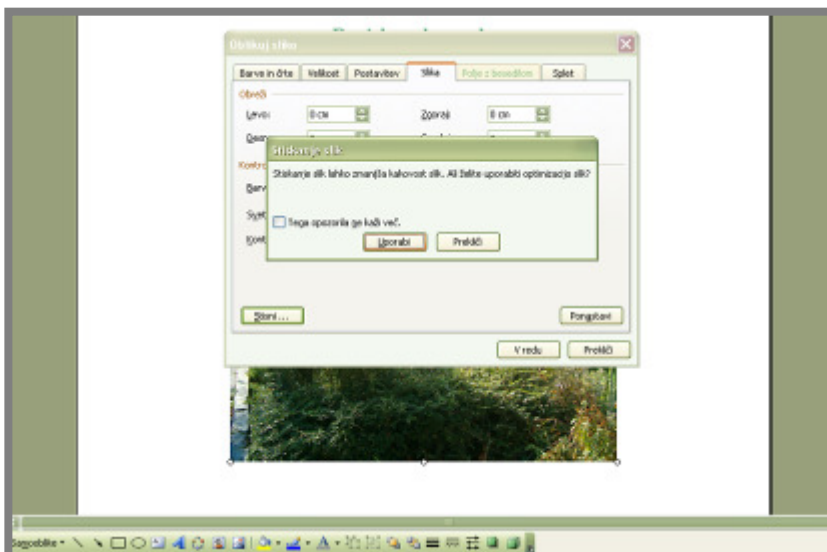 Oblikuj sliko
Barve in črte Velikost Postavitev Slika Polje z besedilom Splet
Obreži
Levo: 0 cm Zgoraj 0 cm
Stiskanje slik
Stiskanje slik lahko zmanjša kakovost slik. Ali želite uporabiti optimizacijo slik?
Tega opozorila ne kaži več.
Uporabi Prekliči
Stisni... Ponastavi
V redu Prekliči
Samooblike